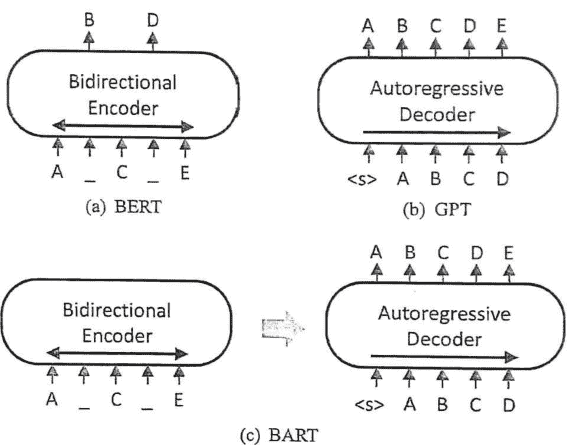 B D
Bidirectional
Encoder
A _ C _ E
(a) BERT
A B C D E
Autoregressive
Decoder
<s> A B C D
(b) GPT
Bidirectional
Encoder
A _ C _ E
A B C D E
Autoregressive
Decoder
<s> A B C D
(c) BART